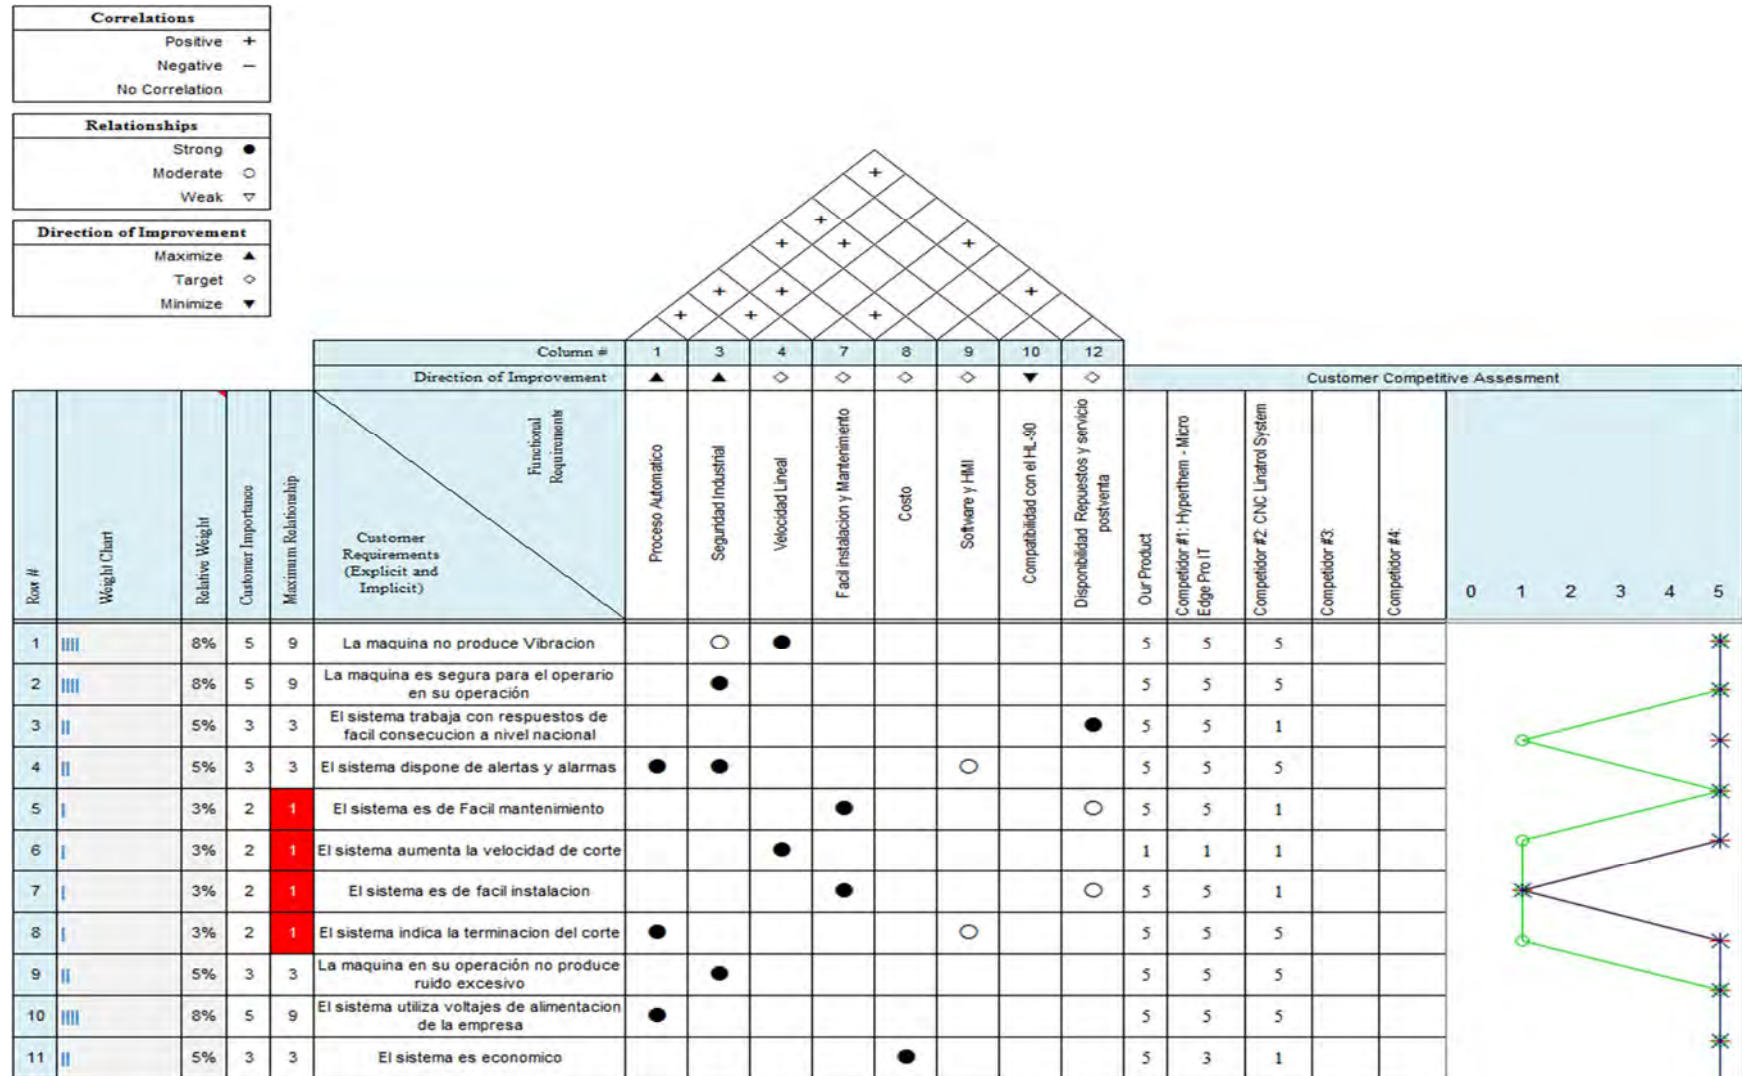 Correlations
Positive +
Negative −
No Correlation
Relationships
Strong ●
Moderate ○
Weak ▽
Direction of Improvement
Maximize ▲
Target ◇
Minimize ▼
+
+
+ + +
+ + +
+ + +
Column # 1 3 4 7 8 9 10 12
Direction of Improvement ▲ ▲ ◇ ◇ ◇ ◇ ▼ ◇ Customer Competitive Assesment
Row #
Weight Chart
Relative Weight
Customer Importance
Maximum Relationship
Functional
Requirements
Customer
Requirements
(Explicit and
Implicit)
Proceso Automatico
Seguridad Industrial
Velocidad Lineal
Facil instalacion y Mantenimiento
Costo
Software y HMI
Compatibilidad con el HL-90
Disponibilidad Repuestos y servicio
postventa
Our Product
Competidor #1: Hyperthem - Micro
Edge Pro IT
Competidor #2: CNC Linatrol System
Competidor #3:
Competidor #4:
0 1 2 3 4 5
1 |||| 8% 5 9 La maquina no produce Vibracion ○ ● 5 5 5
2 |||| 8% 5 9 La maquina es segura para el operario
en su operación ● 5 5 5
3 || 5% 3 3 El sistema trabaja con respuestos de
facil consecucion a nivel nacional ● 5 5 1
4 || 5% 3 3 El sistema dispone de alertas y alarmas ● ● ○ 5 5 5
5 | 3% 2 1 El sistema es de Facil mantenimiento ● ○ 5 5 1
6 | 3% 2 1 El sistema aumenta la velocidad de corte ● 1 1 1
7 | 3% 2 1 El sistema es de facil instalacion ● ○ 5 5 1
8 | 3% 2 1 El sistema indica la terminacion del corte ● ○ 5 5 5
9 || 5% 3 3 La maquina en su operación no produce
ruido excesivo ● 5 5 5
10 |||| 8% 5 9 El sistema utiliza voltajes de alimentacion
de la empresa ● 5 5 5
11 || 5% 3 3 El sistema es economico ● 5 3 1